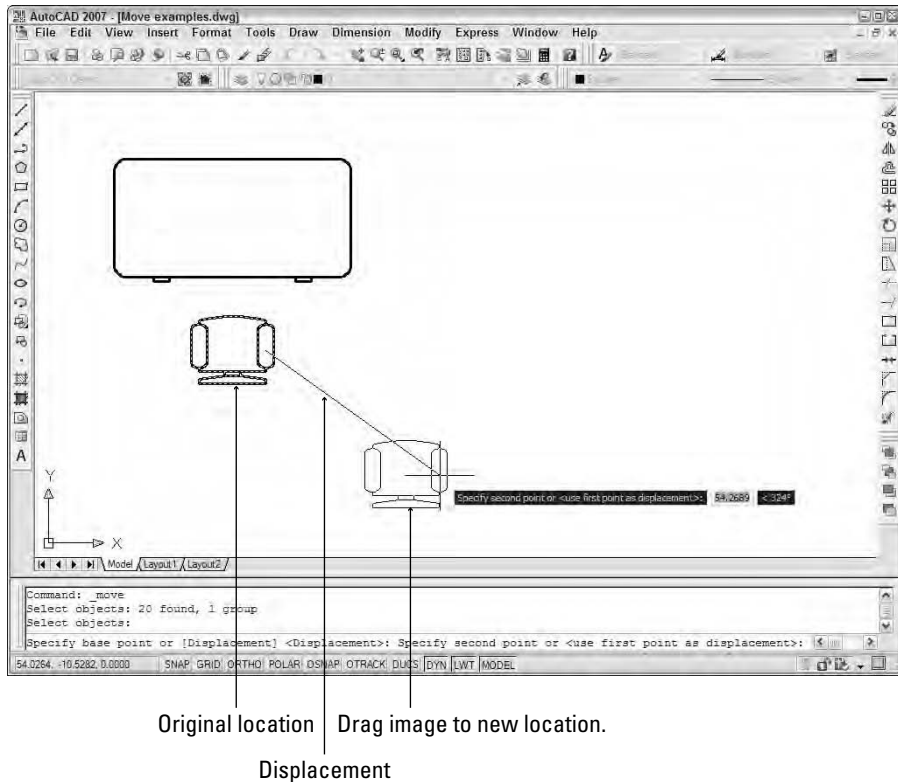 AutoCAD 2007 - [Move examples.dwg]
File Edit View Insert Format Tools Draw Dimension Modify Express Window Help
A
Y
X
Model Layout1 Layout2
Specify second point or <use first point as displacement>: 54.2689 < 324°
Command: _move
Select objects: 20 found, 1 group
Select objects:
Specify base point or [Displacement] <Displacement>: Specify second point or <use first point as displacement>:
54.0264, -10.5282, 0.0000 SNAP GRID ORTHO POLAR OSNAP OTRACK DUCS DYN LWT MODEL
Original location
Drag image to new location.
Displacement